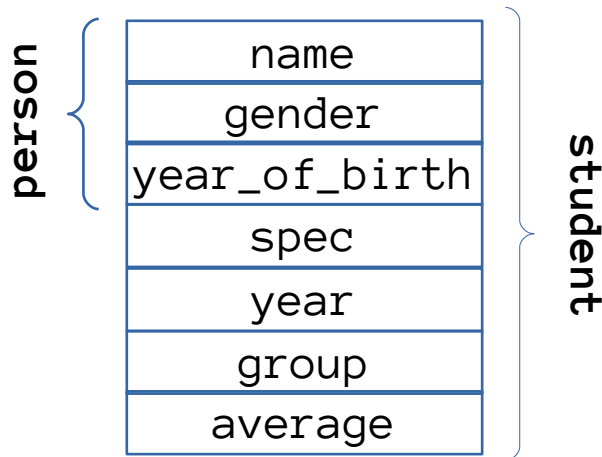 person
name
gender
year_of_birth
spec
year
group
average
student